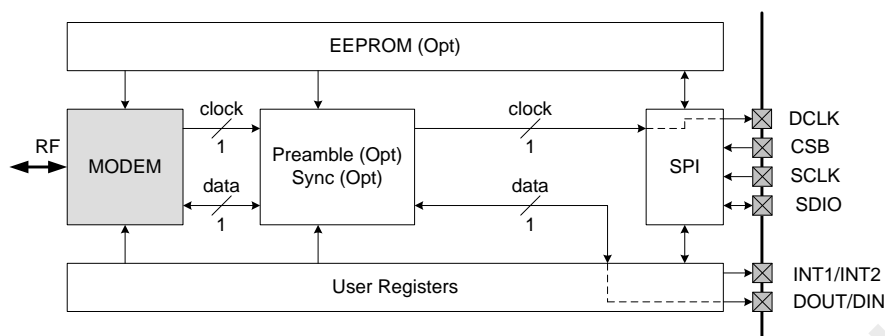 EEPROM (Opt)
RF
MODEM
clock
1
data
1
Preamble (Opt)
Sync (Opt)
clock
1
data
1
SPI
DCLK
CSB
SCLK
SDIO
User Registers
INT1/INT2
DOUT/DIN